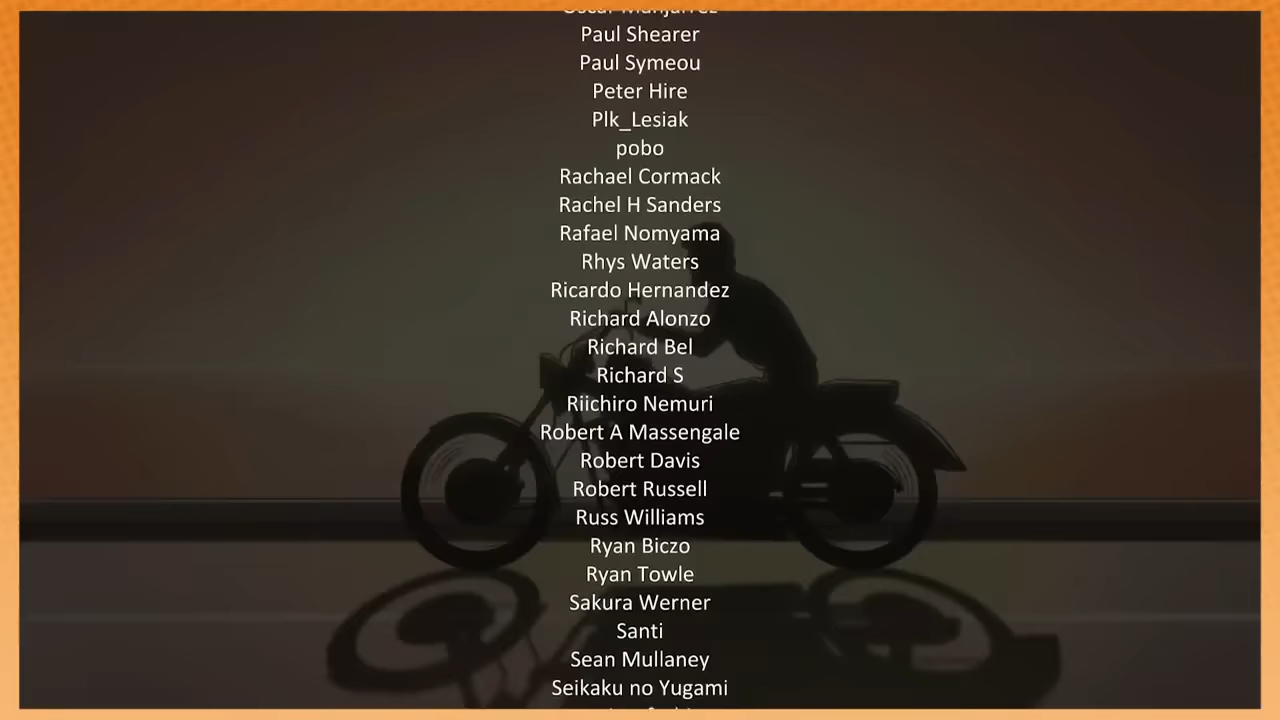 Paul Shearer
Paul Symeou
Peter Hire
Plk_Lesiak
pobo
Rachael Cormack
Rachel H Sanders
Rafael Nomyama
Rhys Waters
Ricardo Hernandez
Richard Alonzo
Richard Bel
Richard S
Riichiro Nemuri
Robert A Massengale
Robert Davis
Robert Russell
Russ Williams
Ryan Biczo
Ryan Towle
Sakura Werner
Santi
Sean Mullaney
Seikaku no Yugami